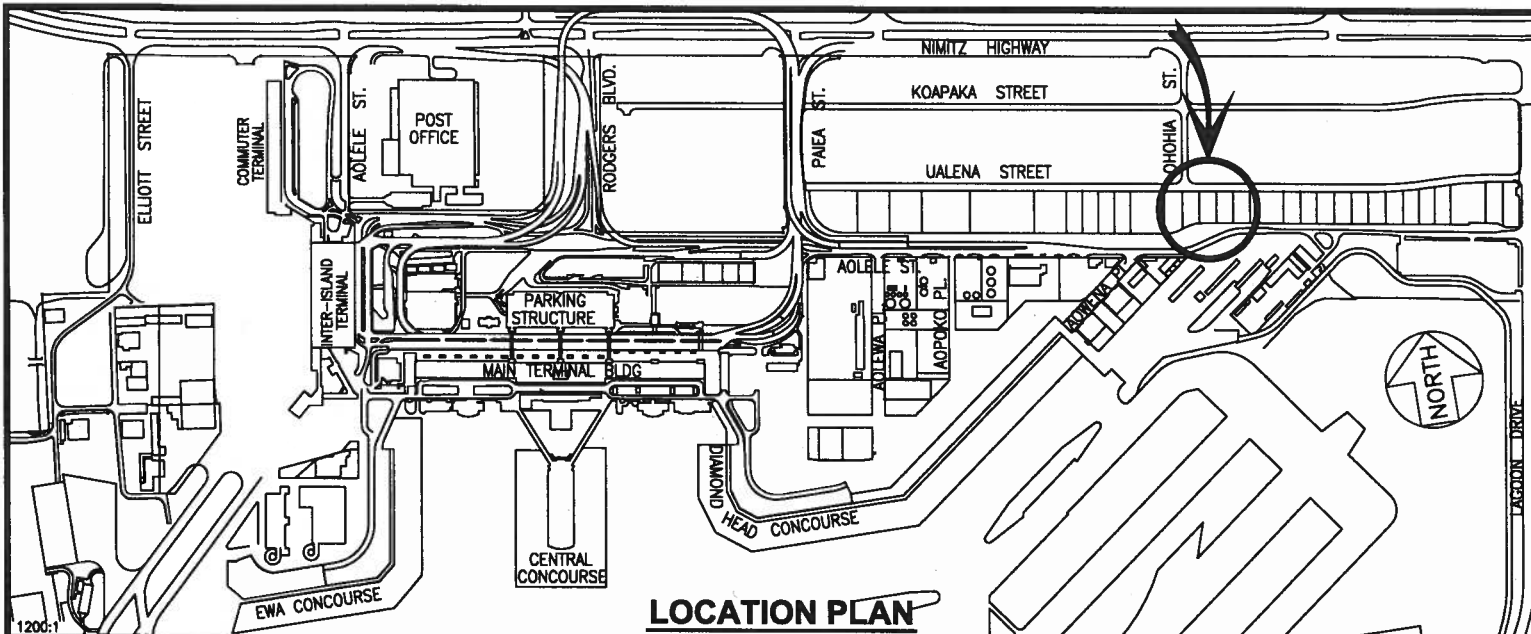 NIMITZ HIGHWAY
KOAPAKA STREET
ST.
OHOHIA
UALENA STREET
PAIEA ST.
RODGERS BLVD.
POST
OFFICE
AOLELE ST.
COMMUTER
TERMINAL
ELLIOTT STREET
INTER-ISLAND
TERMINAL
PARKING
STRUCTURE
MAIN TERMINAL BLDG
AOLELE ST.
AOWENA PL.
AOLEWA PL.
AOPOKO PL.
NORTH
LAGOON DRIVE
DIAMOND
HEAD CONCOURSE
CENTRAL
CONCOURSE
EWA CONCOURSE
LOCATION PLAN
1200:1